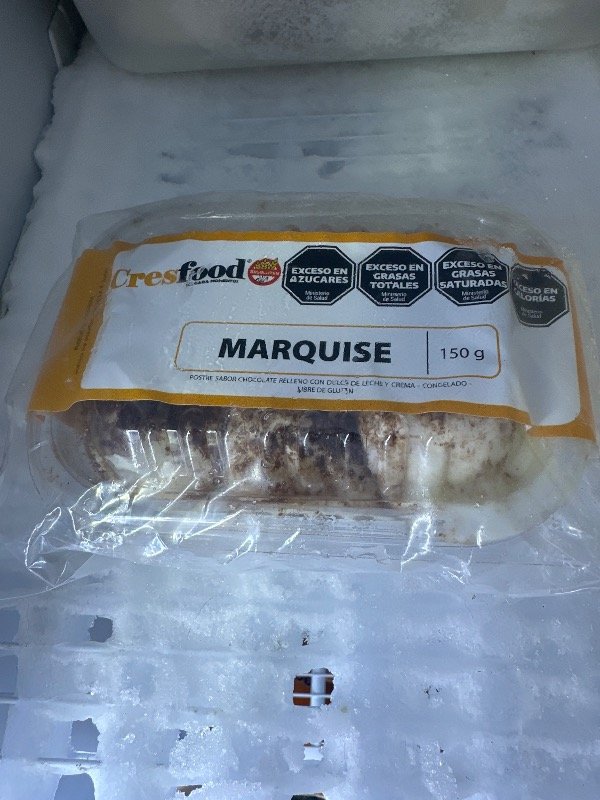 Cresfood
EXCESO EN
AZÚCARES
Ministerio
de Salud
EXCESO EN
GRASAS
TOTALES
Ministerio
de Salud
EXCESO EN
GRASAS
SATURADAS
Ministerio
de Salud
EXCESO EN
CALORÍAS
Ministerio
de Salud
MARQUISE
150 g
POSTRE SABOR CHOCOLATE RELLENO CON DULCE DE LECHE Y CREMA - CONGELADO
LIBRE DE GLUTEN